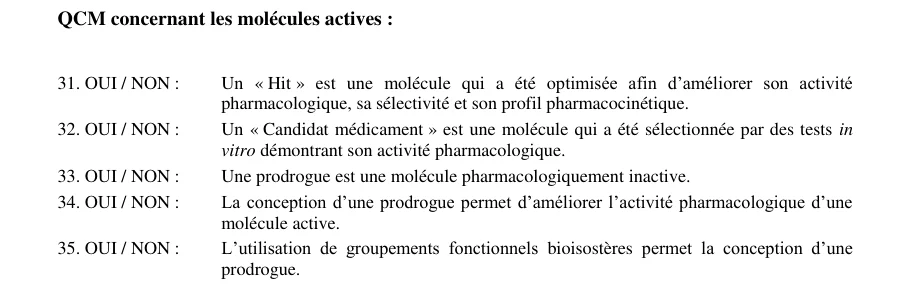 QCM concernant les molécules actives :
31. OUI / NON : Un « Hit » est une molécule qui a été optimisée afin d’améliorer son activité
pharmacologique, sa sélectivité et son profil pharmacocinétique.
32. OUI / NON : Un « Candidat médicament » est une molécule qui a été sélectionnée par des tests in
vitro démontrant son activité pharmacologique.
33. OUI / NON : Une prodrogue est une molécule pharmacologiquement inactive.
34. OUI / NON : La conception d’une prodrogue permet d’améliorer l’activité pharmacologique d’une
molécule active.
35. OUI / NON : L’utilisation de groupements fonctionnels bioisostères permet la conception d’une
prodrogue.